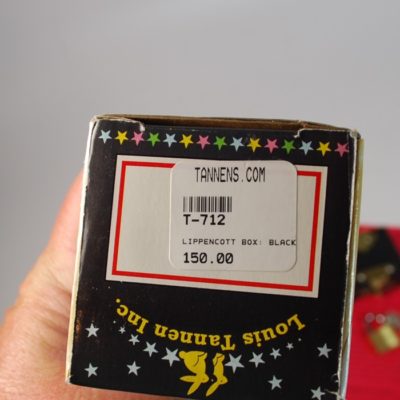 TANNENS.COM
T-712
LIPPENCOTT BOX: BLACK
150.00
Louis Tannen Inc.